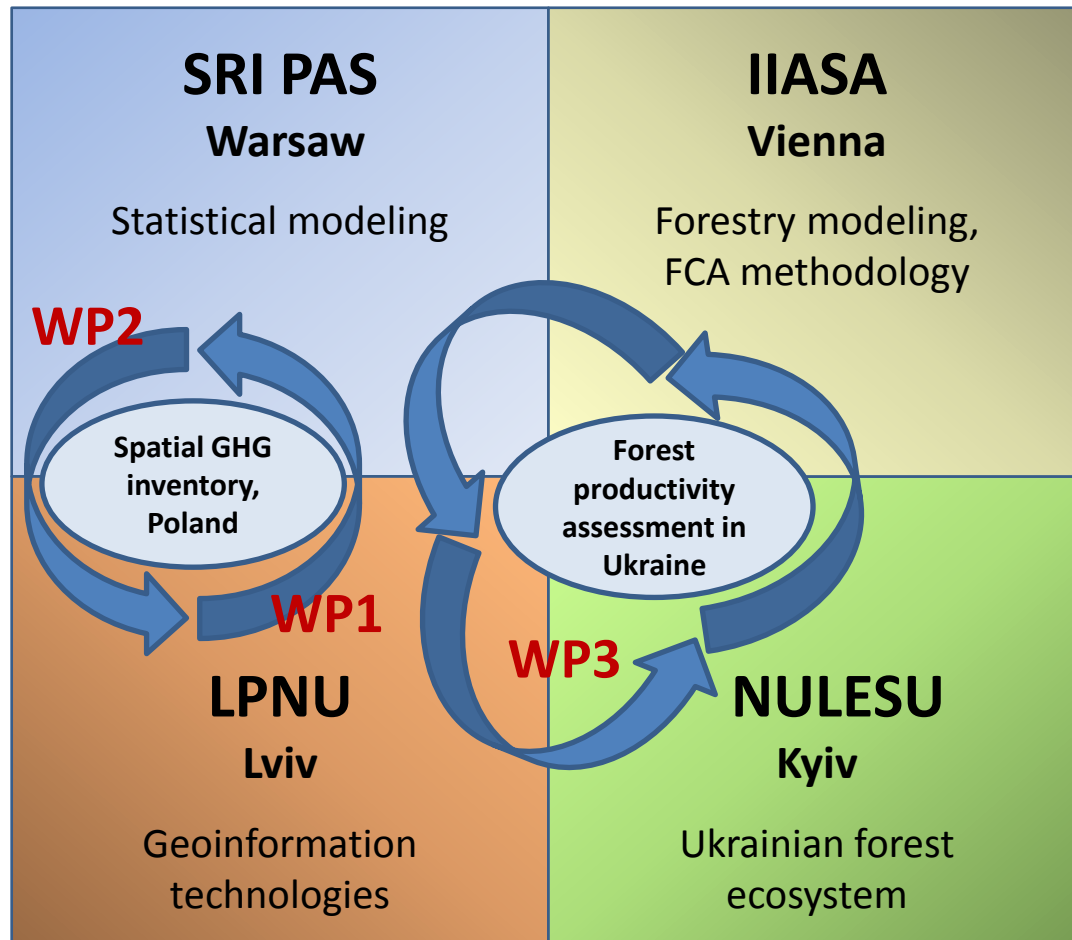 SRI PAS
Warsaw
Statistical modeling
IIASA
Vienna
Forestry modeling,
FCA methodology
WP2
Spatial GHG
inventory,
Poland
Forest
productivity
assessment in
Ukraine
WP1
WP3
LPNU
Lviv
Geoinformation
technologies
NULESU
Kyiv
Ukrainian forest
ecosystem